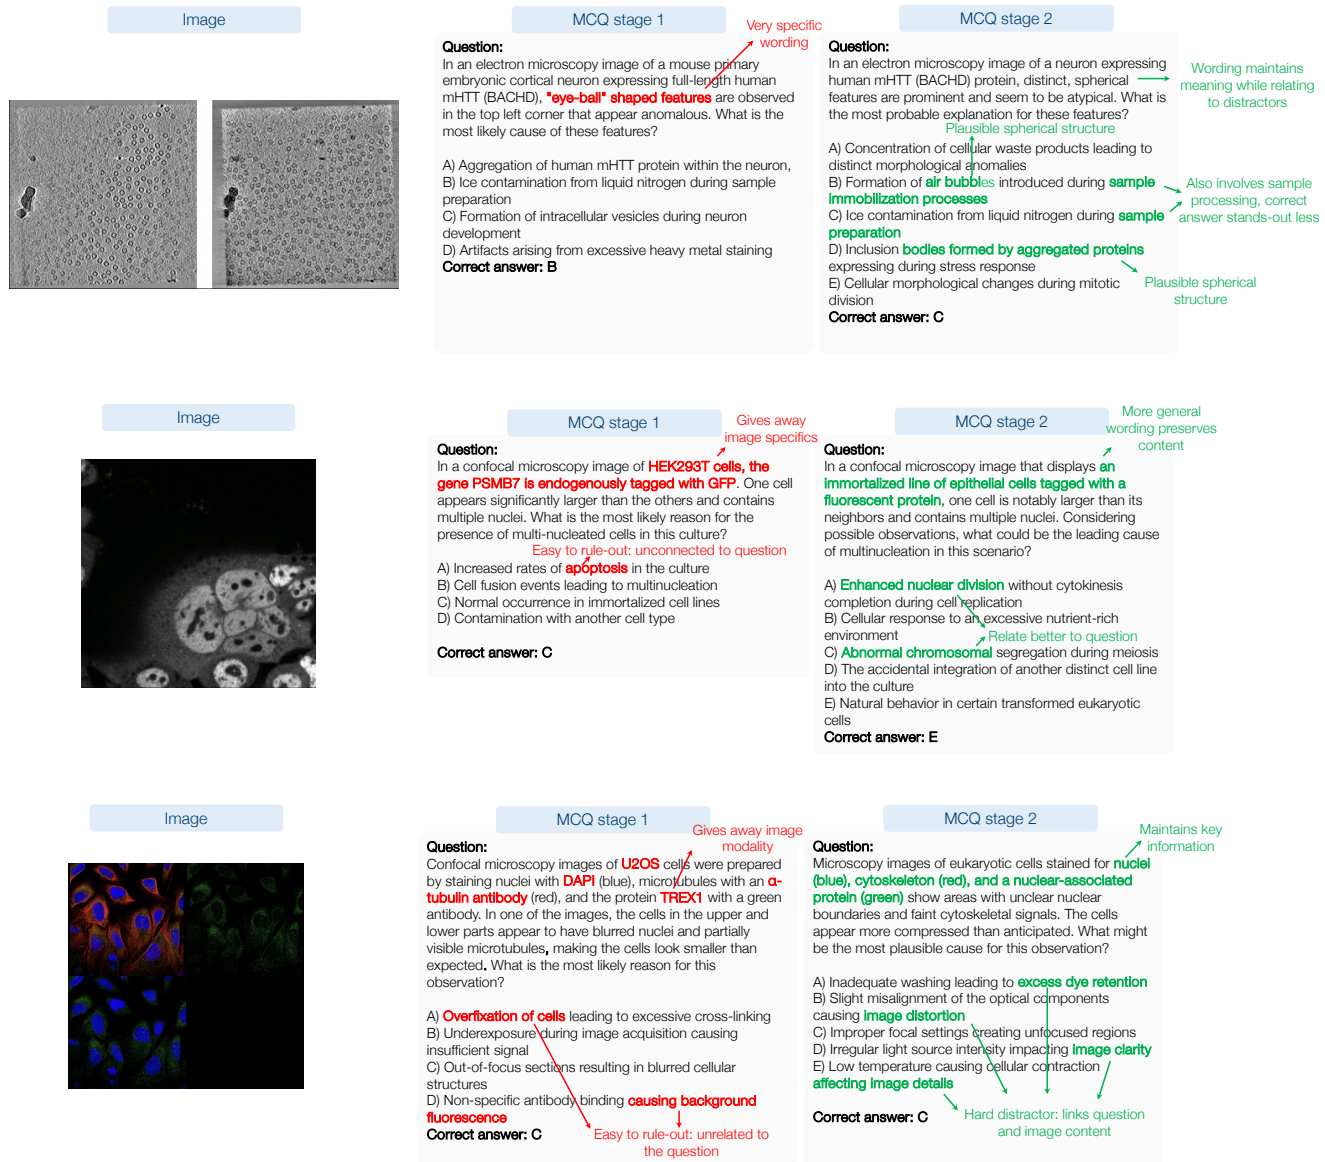 Image
MCQ stage 1
MCQ stage 2
Very specific
wording
Question:
In an electron microscopy image of a mouse primary
embryonic cortical neuron expressing full-length human
mHTT (BACHD), "eye-ball" shaped features are observed
in the top left corner that appear anomalous. What is the
most likely cause of these features?
A) Aggregation of human mHTT protein within the neuron,
B) Ice contamination from liquid nitrogen during sample
preparation
C) Formation of intracellular vesicles during neuron
development
D) Artifacts arising from excessive heavy metal staining
Correct answer: B
Question:
In an electron microscopy image of a neuron expressing
human mHTT (BACHD) protein, distinct, spherical
features are prominent and seem to be atypical. What is
the most probable explanation for these features?
Wording maintains
meaning while relating
to distractors
Plausible spherical structure
A) Concentration of cellular waste products leading to
distinct morphological anomalies
B) Formation of air bubbles introduced during sample
immobilization processes
C) Ice contamination from liquid nitrogen during sample
preparation
D) Inclusion bodies formed by aggregated proteins
expressing during stress response
E) Cellular morphological changes during mitotic
division
Correct answer: C
Also involves sample
processing, correct
answer stands-out less
Plausible spherical
structure
Image
MCQ stage 1
MCQ stage 2
Gives away
image specifics
Question:
In a confocal microscopy image of HEK293T cells, the
gene PSMB7 is endogenously tagged with GFP. One cell
appears significantly larger than the others and contains
multiple nuclei. What is the most likely reason for the
presence of multi-nucleated cells in this culture?
Easy to rule-out: unconnected to question
A) Increased rates of apoptosis in the culture
B) Cell fusion events leading to multinucleation
C) Normal occurrence in immortalized cell lines
D) Contamination with another cell type
Correct answer: C
More general
wording preserves
content
Question:
In a confocal microscopy image that displays an
immortalized line of epithelial cells tagged with a
fluorescent protein, one cell is notably larger than its
neighbors and contains multiple nuclei. Considering
possible observations, what could be the leading cause
of multinucleation in this scenario?
A) Enhanced nuclear division without cytokinesis
completion during cell replication
B) Cellular response to an excessive nutrient-rich
environment
Relate better to question
C) Abnormal chromosomal segregation during meiosis
D) The accidental integration of another distinct cell line
into the culture
E) Natural behavior in certain transformed eukaryotic
cells
Correct answer: E
Image
MCQ stage 1
MCQ stage 2
Gives away image
modality
Question:
Confocal microscopy images of U2OS cells were prepared
by staining nuclei with DAPI (blue), microtubules with an α-
tubulin antibody (red), and the protein TREX1 with a green
antibody. In one of the images, the cells in the upper and
lower parts appear to have blurred nuclei and partially
visible microtubules, making the cells look smaller than
expected. What is the most likely reason for this
observation?
A) Overfixation of cells leading to excessive cross-linking
B) Underexposure during image acquisition causing
insufficient signal
C) Out-of-focus sections resulting in blurred cellular
structures
D) Non-specific antibody binding causing background
fluorescence
Correct answer: C
Easy to rule-out: unrelated to
the question
Maintains key
information
Question:
Microscopy images of eukaryotic cells stained for nuclei
(blue), cytoskeleton (red), and a nuclear-associated
protein (green) show areas with unclear nuclear
boundaries and faint cytoskeletal signals. The cells
appear more compressed than anticipated. What might
be the most plausible cause for this observation?
A) Inadequate washing leading to excess dye retention
B) Slight misalignment of the optical components
causing image distortion
C) Improper focal settings creating unfocused regions
D) Irregular light source intensity impacting image clarity
E) Low temperature causing cellular contraction
affecting image details
Correct answer: C
Hard distractor: links question
and image content